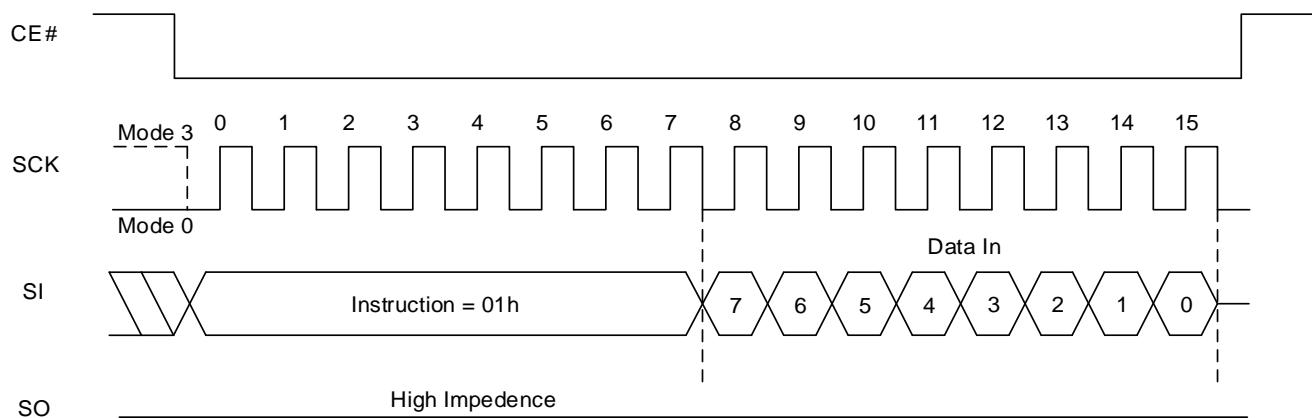 CE#
0 1 2 3 4 5 6 7 8 9 10 11 12 13 14 15
Mode 3
SCK
Mode 0
Data In
SI
Instruction = 01h
7 6 5 4 3 2 1 0
High Impedence
SO